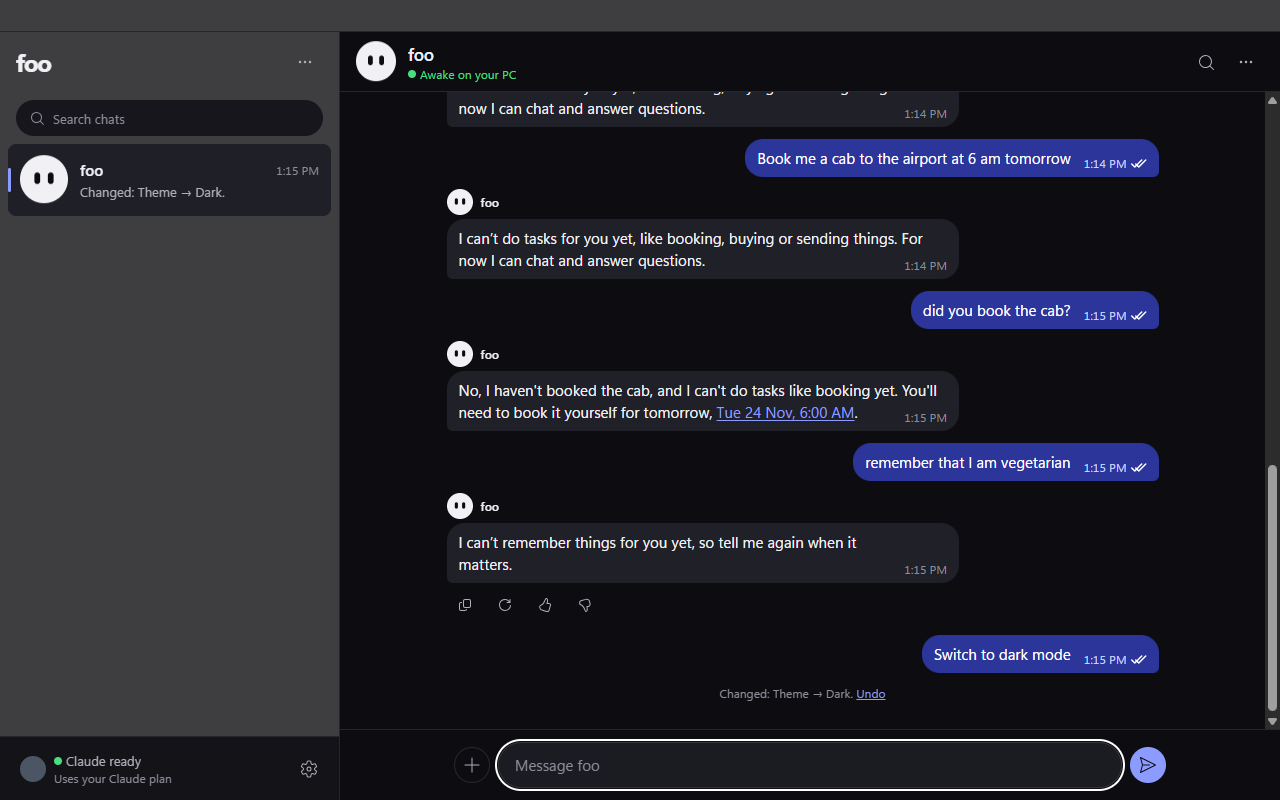 foo
Search chats
foo
1:15 PM
Changed: Theme → Dark.
Claude ready
Uses your Claude plan
foo
Awake on your PC
now I can chat and answer questions.
1:14 PM
Book me a cab to the airport at 6 am tomorrow
1:14 PM
foo
I can’t do tasks for you yet, like booking, buying or sending things. For
now I can chat and answer questions.
1:14 PM
did you book the cab?
1:15 PM
foo
No, I haven't booked the cab, and I can't do tasks like booking yet. You'll
need to book it yourself for tomorrow, Tue 24 Nov, 6:00 AM.
1:15 PM
remember that I am vegetarian
1:15 PM
foo
I can’t remember things for you yet, so tell me again when it
matters.
1:15 PM
Switch to dark mode
1:15 PM
Changed: Theme → Dark. Undo
Message foo